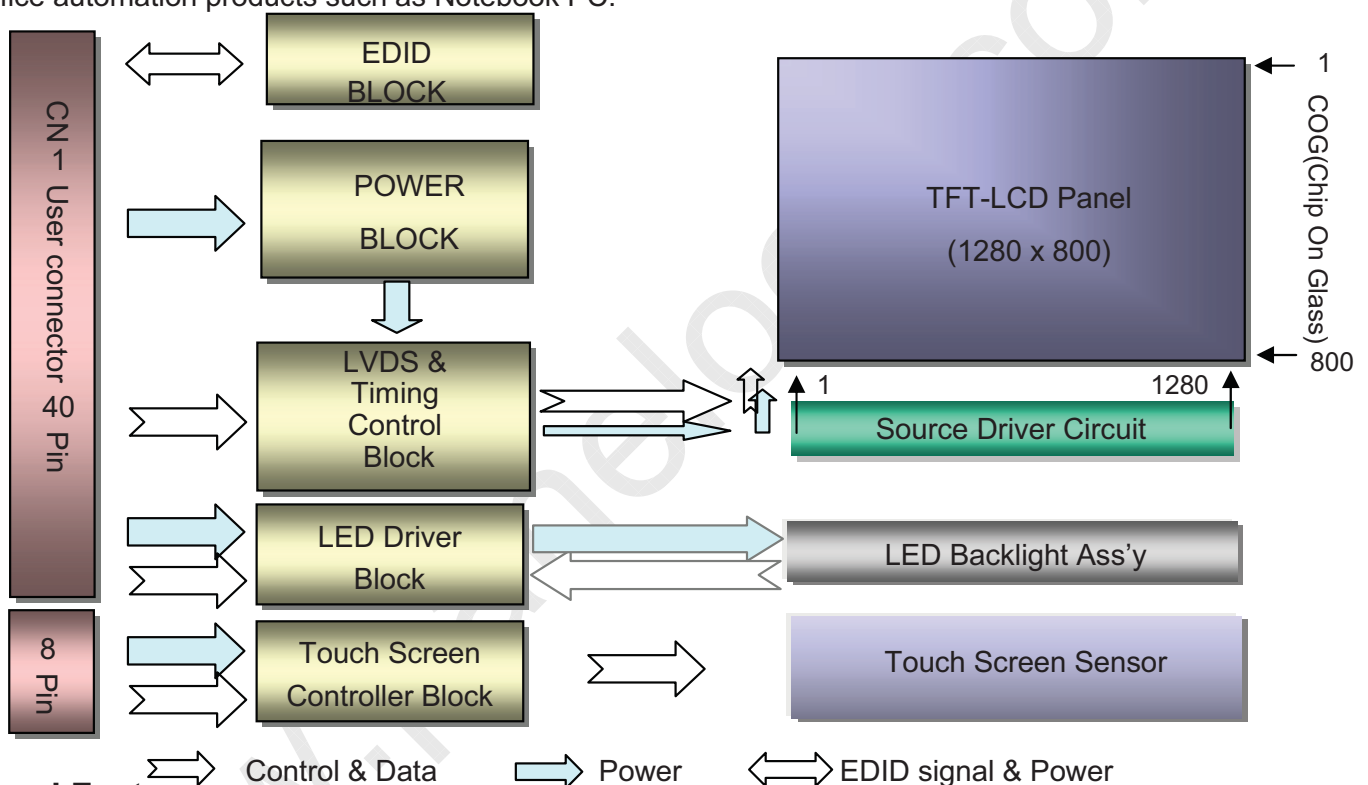 office automation products such as Notebook PC.
CN 1 User connector 40 Pin
8 Pin
EDID
BLOCK
POWER
BLOCK
LVDS &
Timing
Control
Block
LED Driver
Block
Touch Screen
Controller Block
TFT-LCD Panel
(1280 x 800)
1
COG(Chip On Glass)
800
1
1280
Source Driver Circuit
LED Backlight Ass'y
Touch Screen Sensor
Control & Data
Power
EDID signal & Power